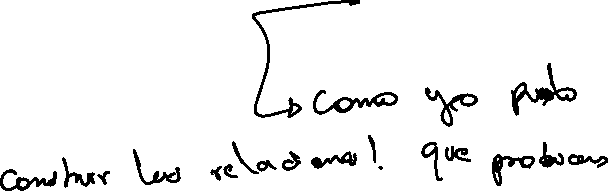 como yo puedo
construir las relaciones! que producen